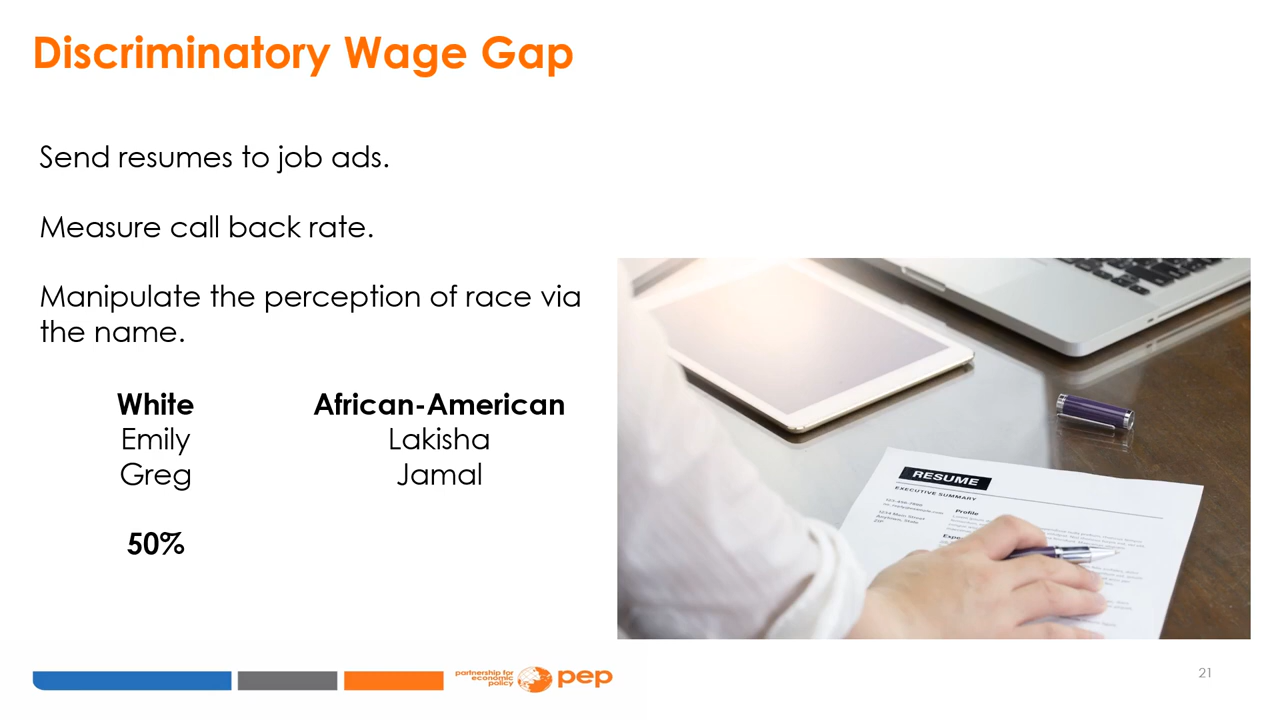 Discriminatory Wage Gap
Send resumes to job ads.
Measure call back rate.
Manipulate the perception of race via
the name.
White African-American
Emily Lakisha
Greg Jamal
50%
RESUME
EXECUTIVE SUMMARY
Profile
partnership for
economic
policy
pep
21